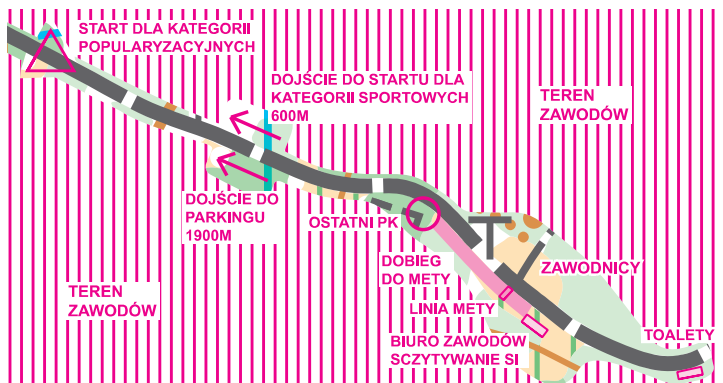 START DLA KATEGORII
POPULARYZACYJNYCH
DOJŚCIE DO STARTU DLA
KATEGORII SPORTOWYCH
600M
TEREN
ZAWODÓW
DOJŚCIE DO
PARKINGU
1900M
OSTATNI PK
DOBIEG
DO METY
ZAWODNICY
TEREN
ZAWODÓW
LINIA METY
BIURO ZAWODÓW
SCZYTYWANIE SI
TOALETY